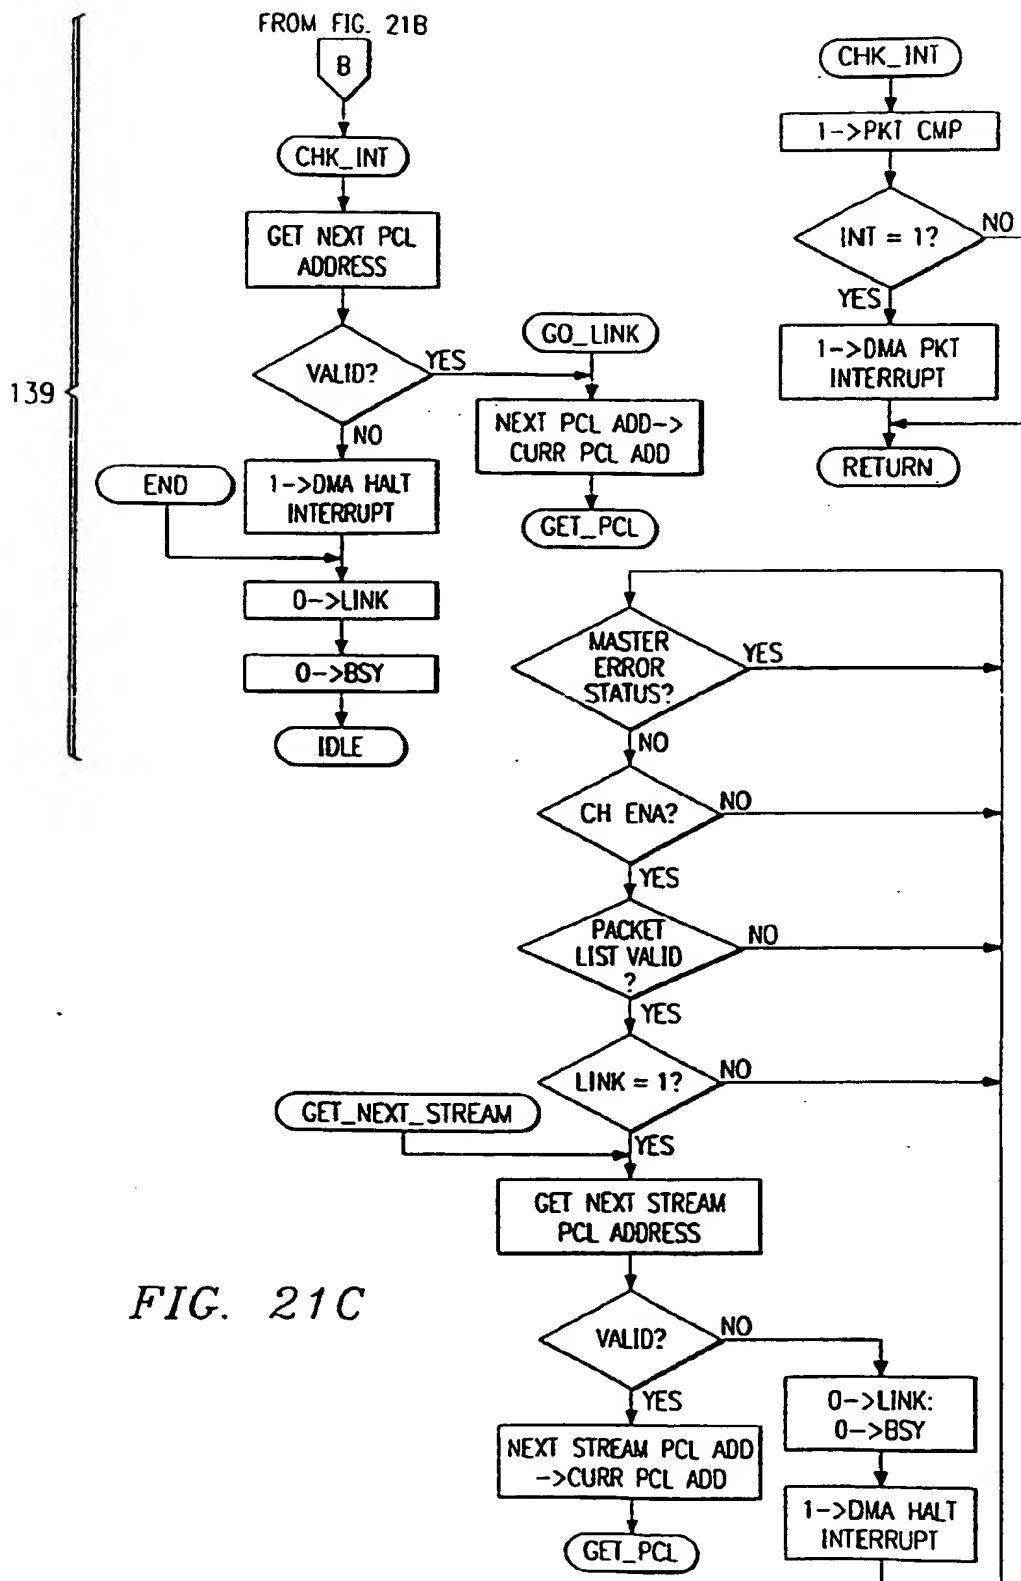 FROM FIG. 21B
B
CHK_INT
GET NEXT PCL
ADDRESS
VALID?
YES
NO
GO_LINK
NEXT PCL ADD->
CURR PCL ADD
GET_PCL
139
END
1->DMA HALT
INTERRUPT
0->LINK
0->BSY
IDLE
CHK_INT
1->PKT CMP
INT = 1?
NO
YES
1->DMA PKT
INTERRUPT
RETURN
MASTER
ERROR
STATUS?
YES
NO
CH ENA?
NO
YES
PACKET
LIST VALID
?
NO
YES
LINK = 1?
NO
YES
GET_NEXT_STREAM
GET NEXT STREAM
PCL ADDRESS
VALID?
NO
YES
0->LINK:
0->BSY
NEXT STREAM PCL ADD
->CURR PCL ADD
1->DMA HALT
INTERRUPT
GET_PCL
FIG. 21C